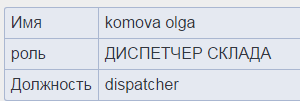 Имя komova olga
роль ДИСПЕТЧЕР СКЛАДА
Должность dispatcher